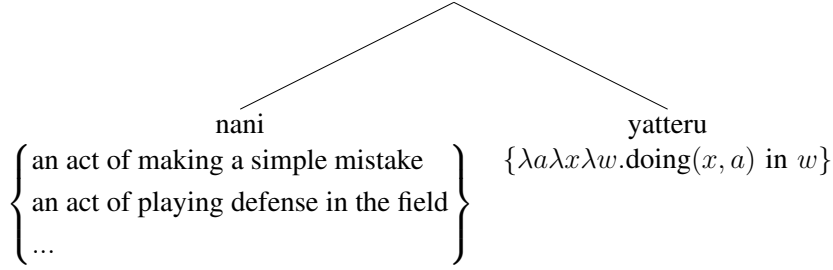 nani yatteru
an act of making a simple mistake {λaλxλw.doing(x, a) in w}
an act of playing defense in the field
...